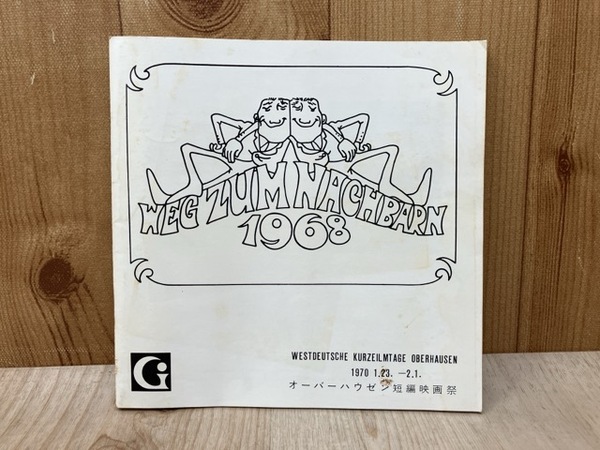 WEG ZUM NACHBARN
1968
WESTDEUTSCHE KURZEILMTAGE OBERHAUSEN
1970 1.23. —2.1.
オーバーハウゼン短編映画祭
G